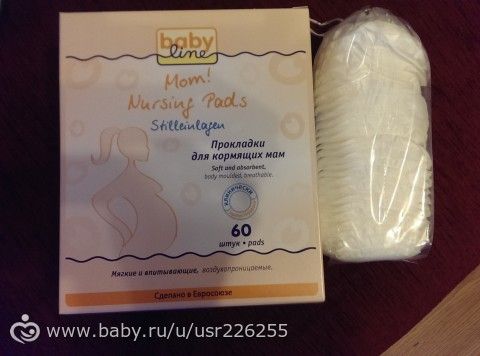 baby
line
Mom!
Nursing Pads
Stilleinlagen
Прокладки
для кормящих мам
Soft and absorbent,
body moulded, breathable.
клинически
60
штук • pads
Мягкие и впитывающие, воздухопроницаемые.
Сделано в Евросоюзе
www.baby.ru/u/usr226255